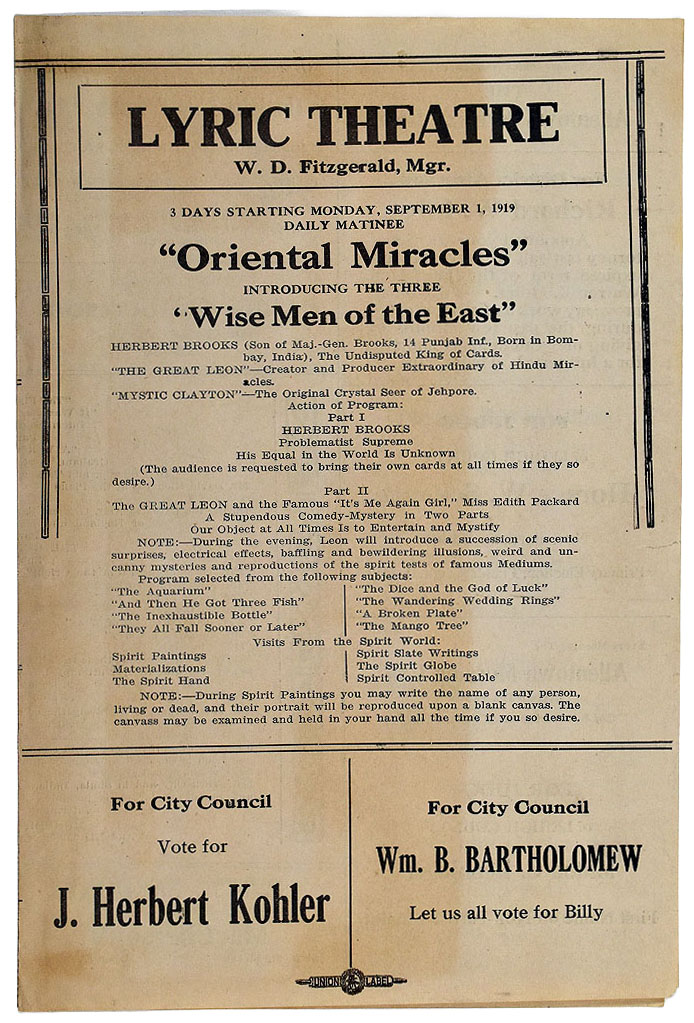 LYRIC THEATRE
W. D. Fitzgerald, Mgr.
3 DAYS STARTING MONDAY, SEPTEMBER 1, 1919
DAILY MATINEE
“Oriental Miracles”
INTRODUCING THE THREE
“Wise Men of the East”
HERBERT BROOKS (Son of Maj.-Gen. Brooks, 14 Punjab Inf., Born in Bom-
bay, India), The Undisputed King of Cards.
“THE GREAT LEON”—Creator and Producer Extraordinary of Hindu Mir-
acles.
“MYSTIC CLAYTON”—The Original Crystal Seer of Jehpore.
Action of Program:
Part I
HERBERT BROOKS
Problematist Supreme
His Equal in the World Is Unknown
(The audience is requested to bring their own cards at all times if they so
desire.)
Part II
The GREAT LEON and the Famous “It's Me Again Girl,” Miss Edith Packard
A Stupendous Comedy-Mystery in Two Parts
Our Object at All Times Is to Entertain and Mystify
NOTE:—During the evening, Leon will introduce a succession of scenic
surprises, electrical effects, baffling and bewildering illusions, weird and un-
canny mysteries and reproductions of the spirit tests of famous Mediums.
Program selected from the following subjects:
“The Aquarium”
“And Then He Got Three Fish”
“The Inexhaustible Bottle”
“They All Fall Sooner or Later”
“The Dice and the God of Luck”
“The Wandering Wedding Rings”
“A Broken Plate”
“The Mango Tree”
Visits From the Spirit World:
Spirit Paintings
Materializations
The Spirit Hand
Spirit Slate Writings
The Spirit Globe
Spirit Controlled Table
NOTE:—During Spirit Paintings you may write the name of any person,
living or dead, and their portrait will be reproduced upon a blank canvas. The
canvass may be examined and held in your hand all the time if you so desire.
For City Council
Vote for
J. Herbert Kohler
For City Council
Wm. B. BARTHOLOMEW
Let us all vote for Billy
UNION LABEL